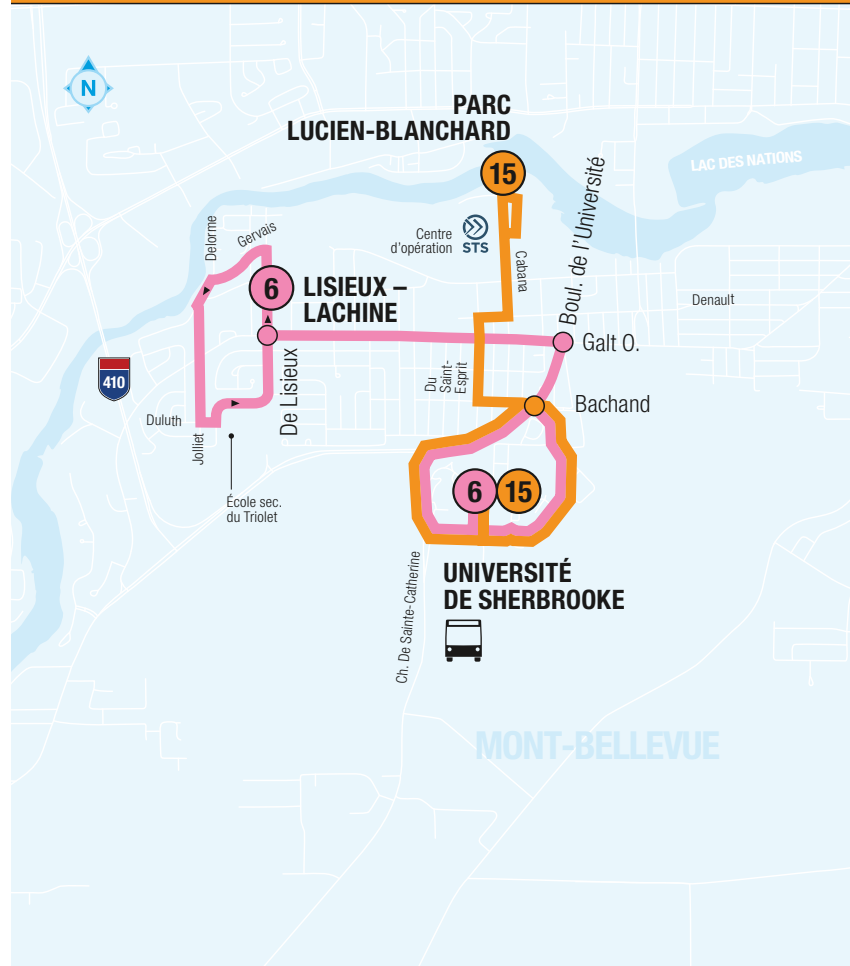 N
PARC
LUCIEN-BLANCHARD
15
LAC DES NATIONS
Boul. de l'Université
Delorme
Gervais
Centre
d'opération
STS
Cabana
6
LISIEUX –
LACHINE
Denault
Galt O.
410
De Lisieux
Du
Saint-
Esprit
Bachand
Duluth
Jolliet
École sec.
du Triolet
6
15
UNIVERSITÉ
DE SHERBROOKE
Ch. De Sainte-Catherine
MONT-BELLEVUE